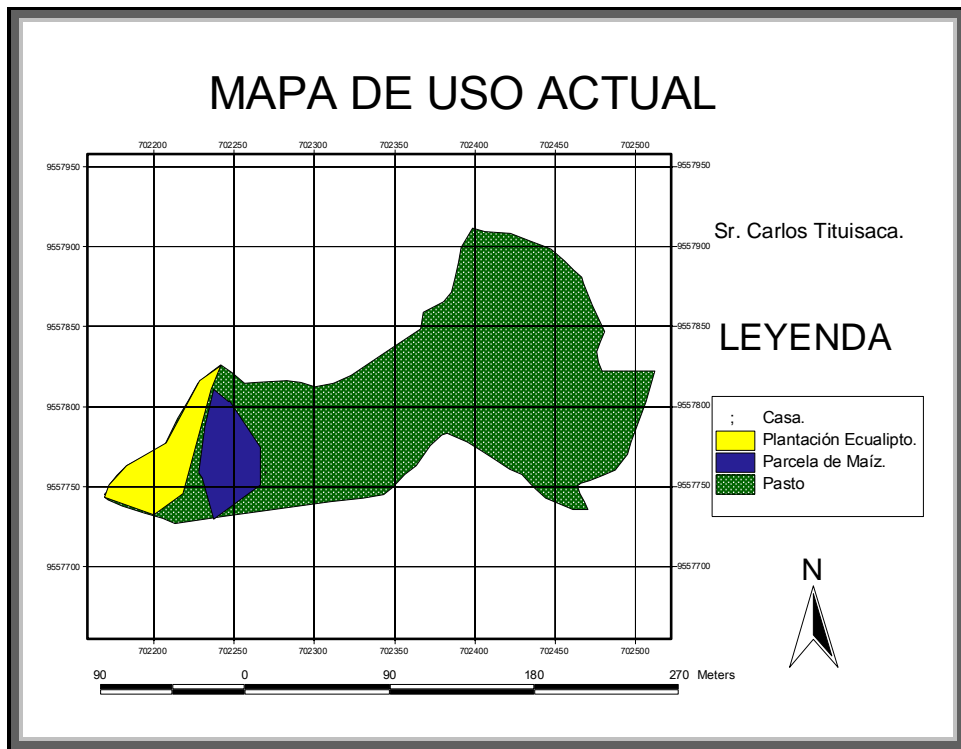 MAPA DE USO ACTUAL
702200 702250 702300 702350 702400 702450 702500
9557950 9557950
9557900 9557900
9557850 9557850
9557800 9557800
9557750 9557750
9557700 9557700
702200 702250 702300 702350 702400 702450 702500
90 0 90 180 270 Meters
Sr. Carlos Tituisaca.
LEYENDA
; Casa.
Plantación Ecualipto.
Parcela de Maíz.
Pasto
N